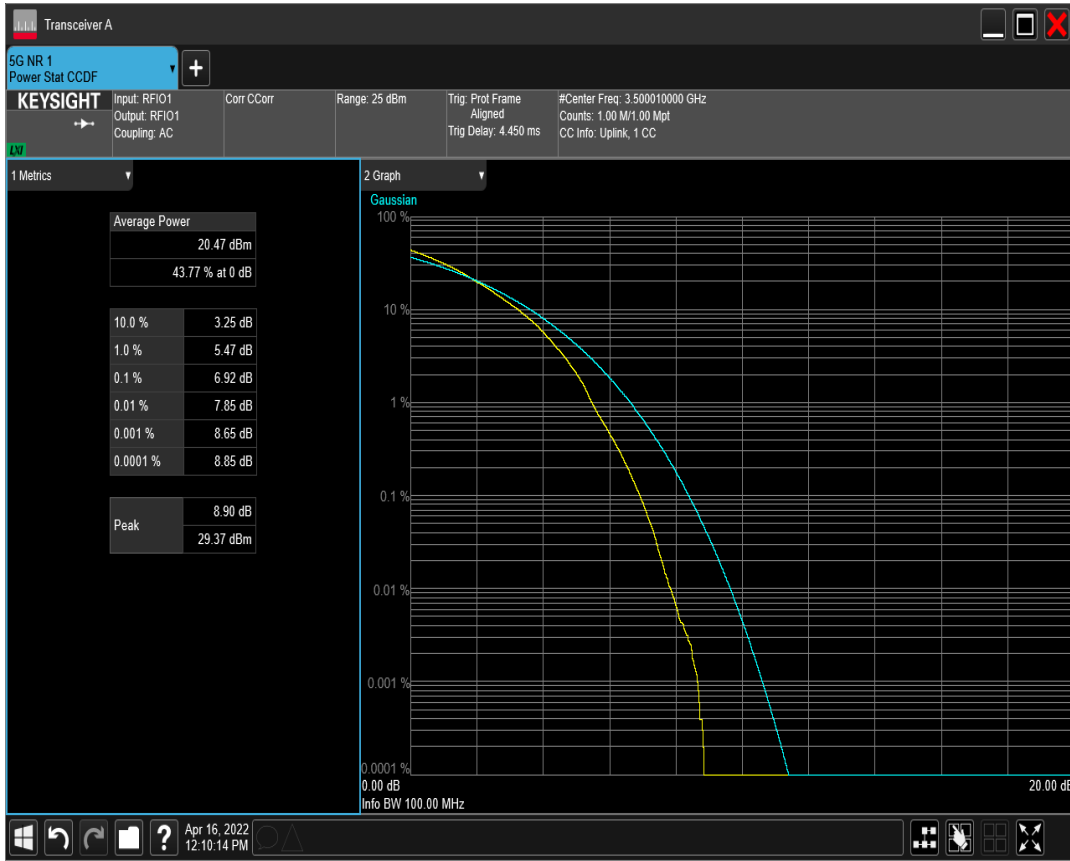 Transceiver A
5G NR 1
Power Stat CCDF
+
KEYSIGHT
LXI
Input: RFIO1
Output: RFIO1
Coupling: AC
Corr CCorr
Range: 25 dBm
Trig: Prot Frame
Aligned
Trig Delay: 4.450 ms
#Center Freq: 3.500010000 GHz
Counts: 1.00 M/1.00 Mpt
CC Info: Uplink, 1 CC
1 Metrics
Average Power
20.47 dBm
43.77 % at 0 dB
10.0 % 3.25 dB
1.0 % 5.47 dB
0.1 % 6.92 dB
0.01 % 7.85 dB
0.001 % 8.65 dB
0.0001 % 8.85 dB
Peak
8.90 dB
29.37 dBm
2 Graph
Gaussian
100 %
10 %
1 %
0.1 %
0.01 %
0.001 %
0.0001 %
0.00 dB 20.00 dB
Info BW 100.00 MHz
?
Apr 16, 2022
12:10:14 PM